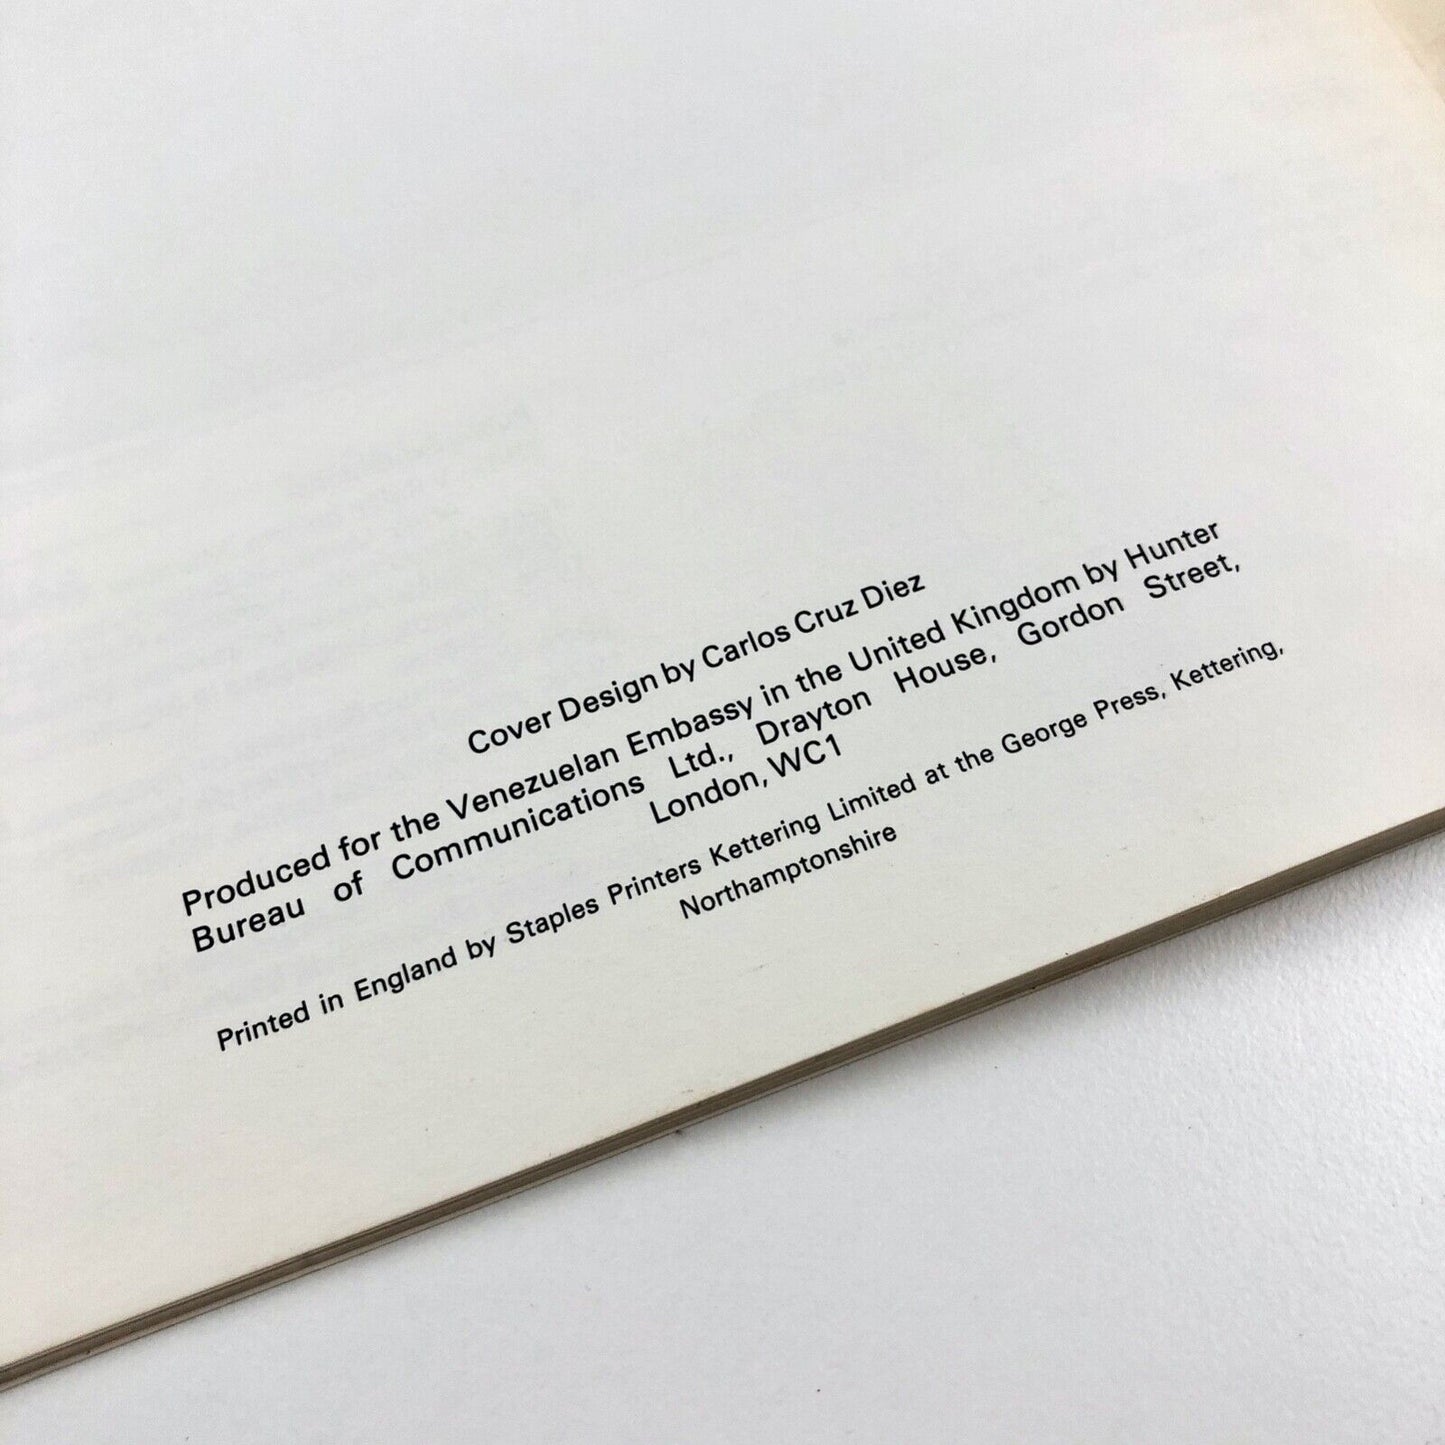 Cover Design by Carlos Cruz Diez
Produced for the Venezuelan Embassy in the United Kingdom by Hunter
Bureau of Communications Ltd., Drayton House, Gordon Street,
London, WC1
Printed in England by Staples Printers Kettering Limited at the George Press, Kettering,
Northamptonshire